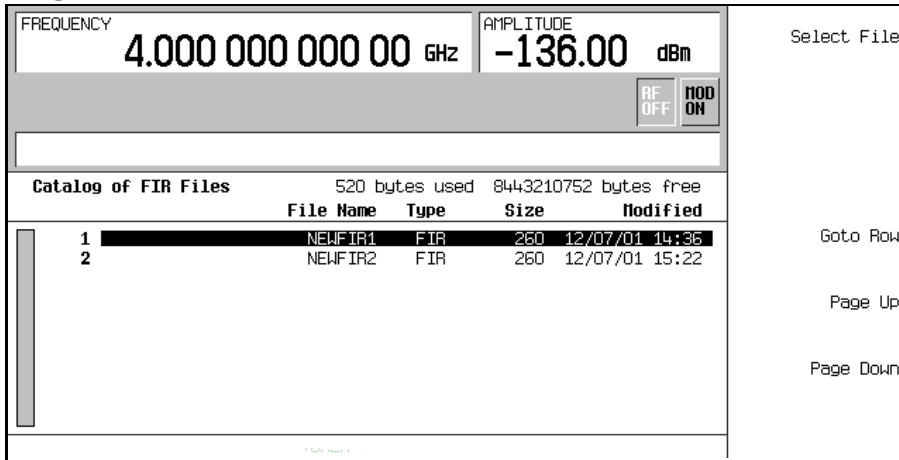 FREQUENCY
4.000 000 000 00 GHz
AMPLITUDE
-136.00 dBm
Select File
RF OFF
MOD ON
Catalog of FIR Files 520 bytes used 8443210752 bytes free
File Name Type Size Modified
1 NEWFIR1 FIR 260 12/07/01 14:36
2 NEWFIR2 FIR 260 12/07/01 15:22
Goto Row
Page Up
Page Down